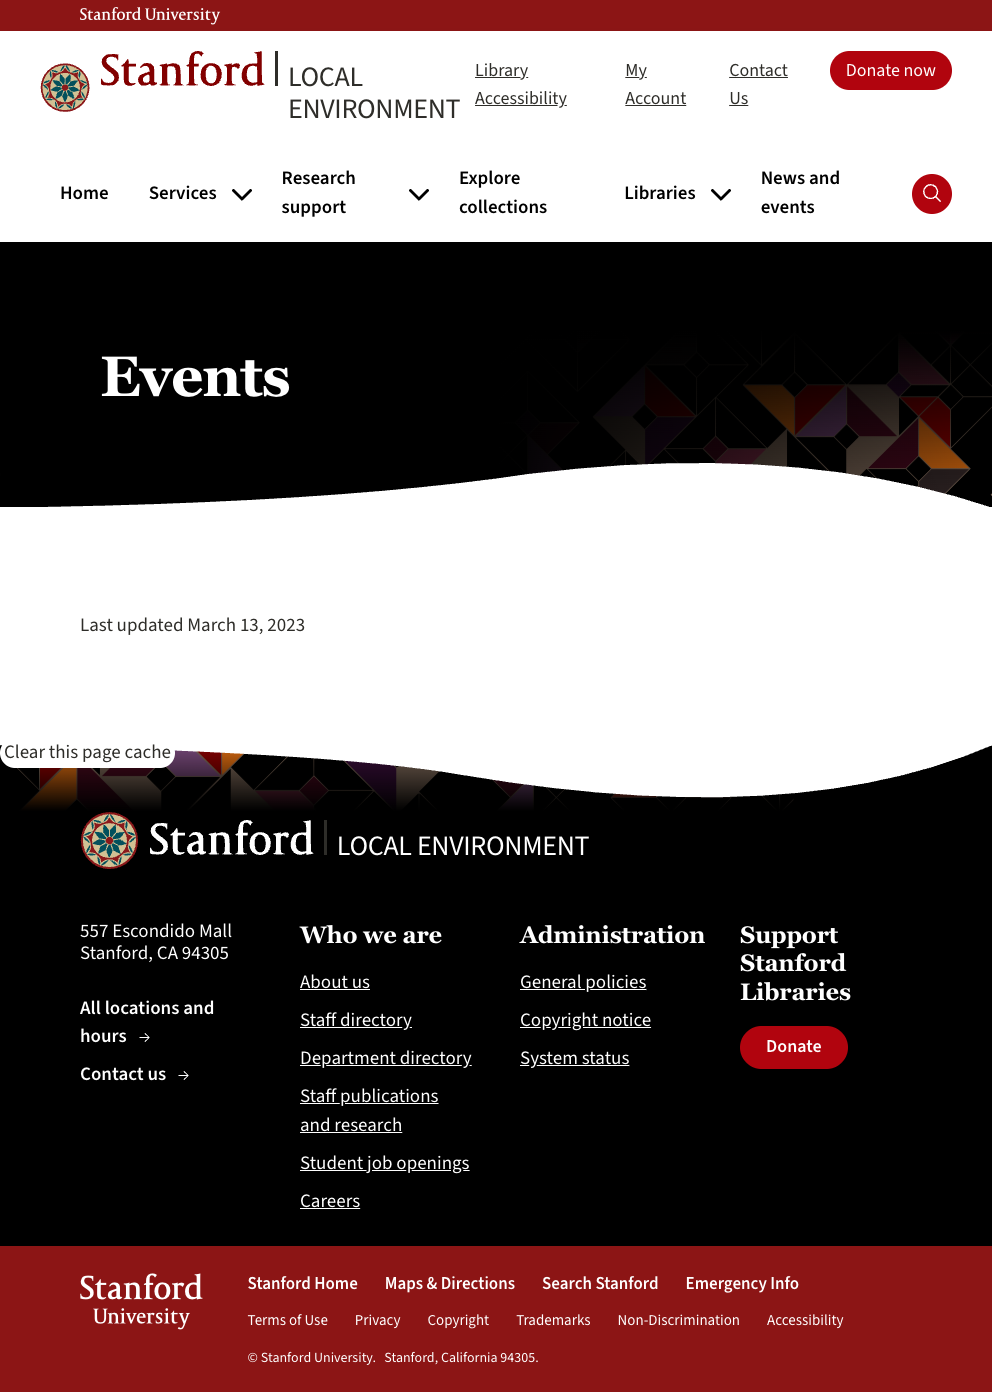 Stanford University
Stanford
LOCAL
ENVIRONMENT
Library
Accessibility
My
Account
Contact
Us
Donate now
Home
Services
Research
support
Explore
collections
Libraries
News and
events
Events
Last updated March 13, 2023
Clear this page cache
Stanford LOCAL ENVIRONMENT
557 Escondido Mall
Stanford, CA 94305
All locations and
hours →
Contact us →
Who we are
About us
Staff directory
Department directory
Staff publications
and research
Student job openings
Careers
Administration
General policies
Copyright notice
System status
Support
Stanford
Libraries
Donate
Stanford
University
Stanford Home Maps & Directions Search Stanford Emergency Info
Terms of Use Privacy Copyright Trademarks Non-Discrimination Accessibility
© Stanford University. Stanford, California 94305.